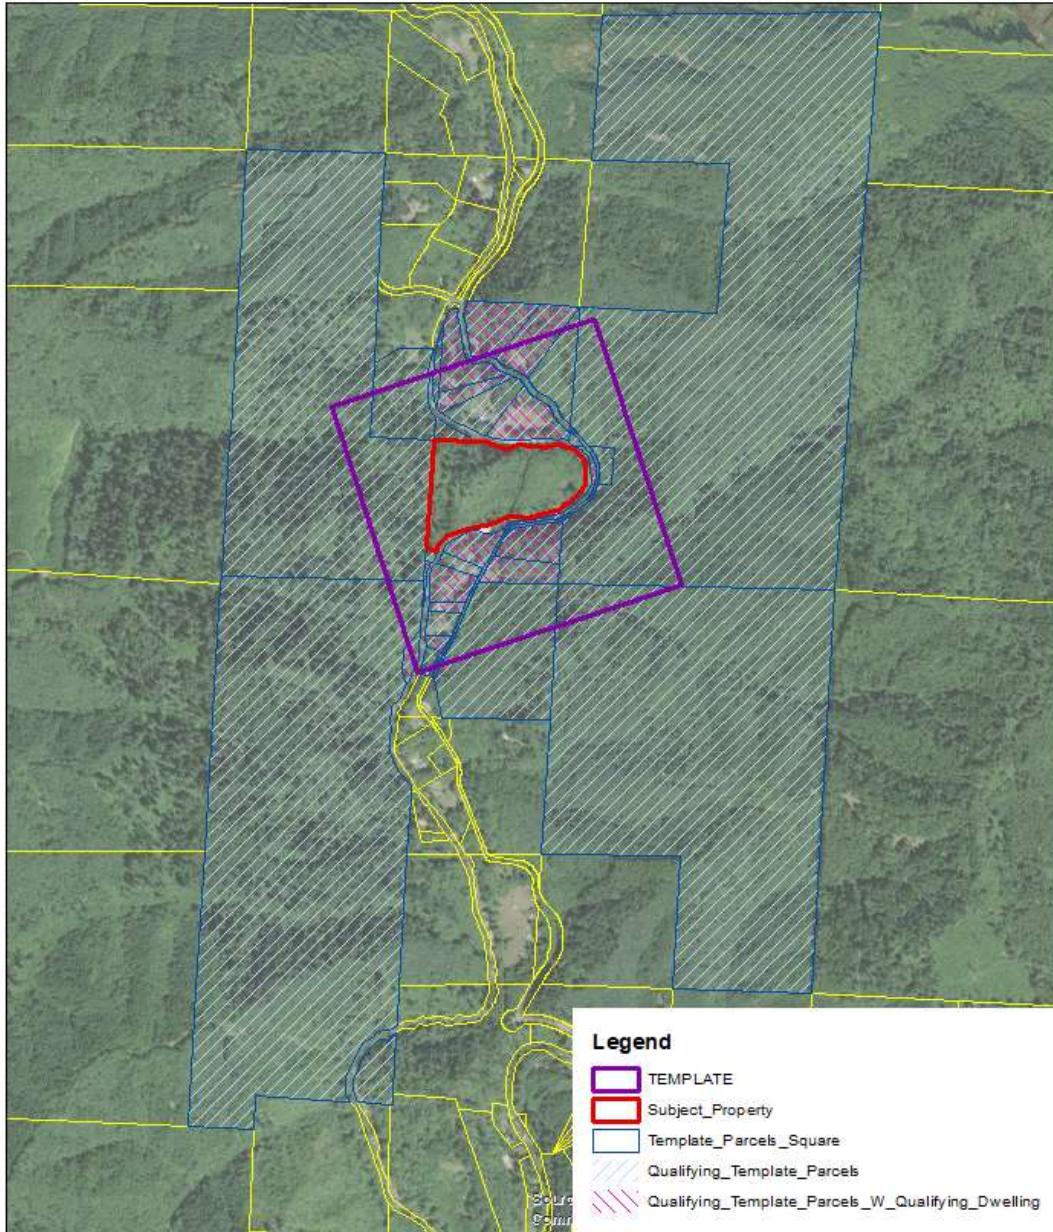 Legend
TEMPLATE
Subject_Property
Template_Parcels_Square
Qualifying_Template_Parcels
Qualifying_Template_Parcels_W_Qualifying_Dwelling